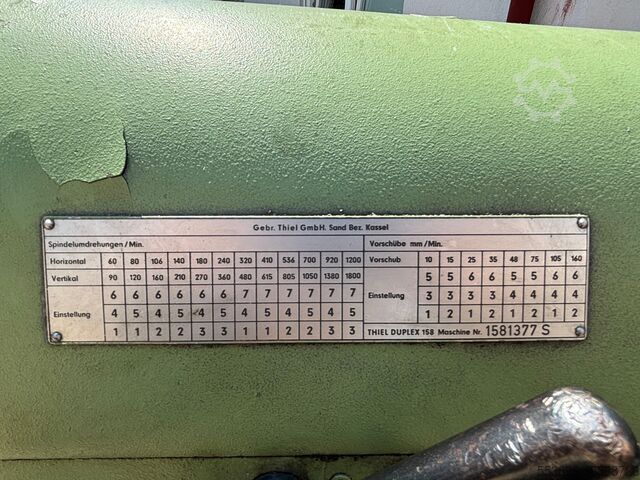 Gebr. Thiel GmbH. Sand Bez. Kassel
Spindelumdrehungen/Min. Vorschübe mm/Min.
Horizontal 60 80 106 140 180 240 320 410 536 700 920 1200 Vorschub 10 15 25 35 48 75 105 160
Vertikal 90 120 160 210 270 360 480 615 805 1050 1380 1800 5 5 6 6 5 5 6 6
6 6 6 6 6 6 7 7 7 7 7 7 Einstellung 3 3 3 3 4 4 4 4
Einstellung 4 5 4 5 4 5 4 5 4 5 4 5 1 2 1 2 1 2 1 2
1 1 2 2 3 3 1 1 2 2 3 3 THIEL DUPLEX 158 Maschine Nr. 1581377 S